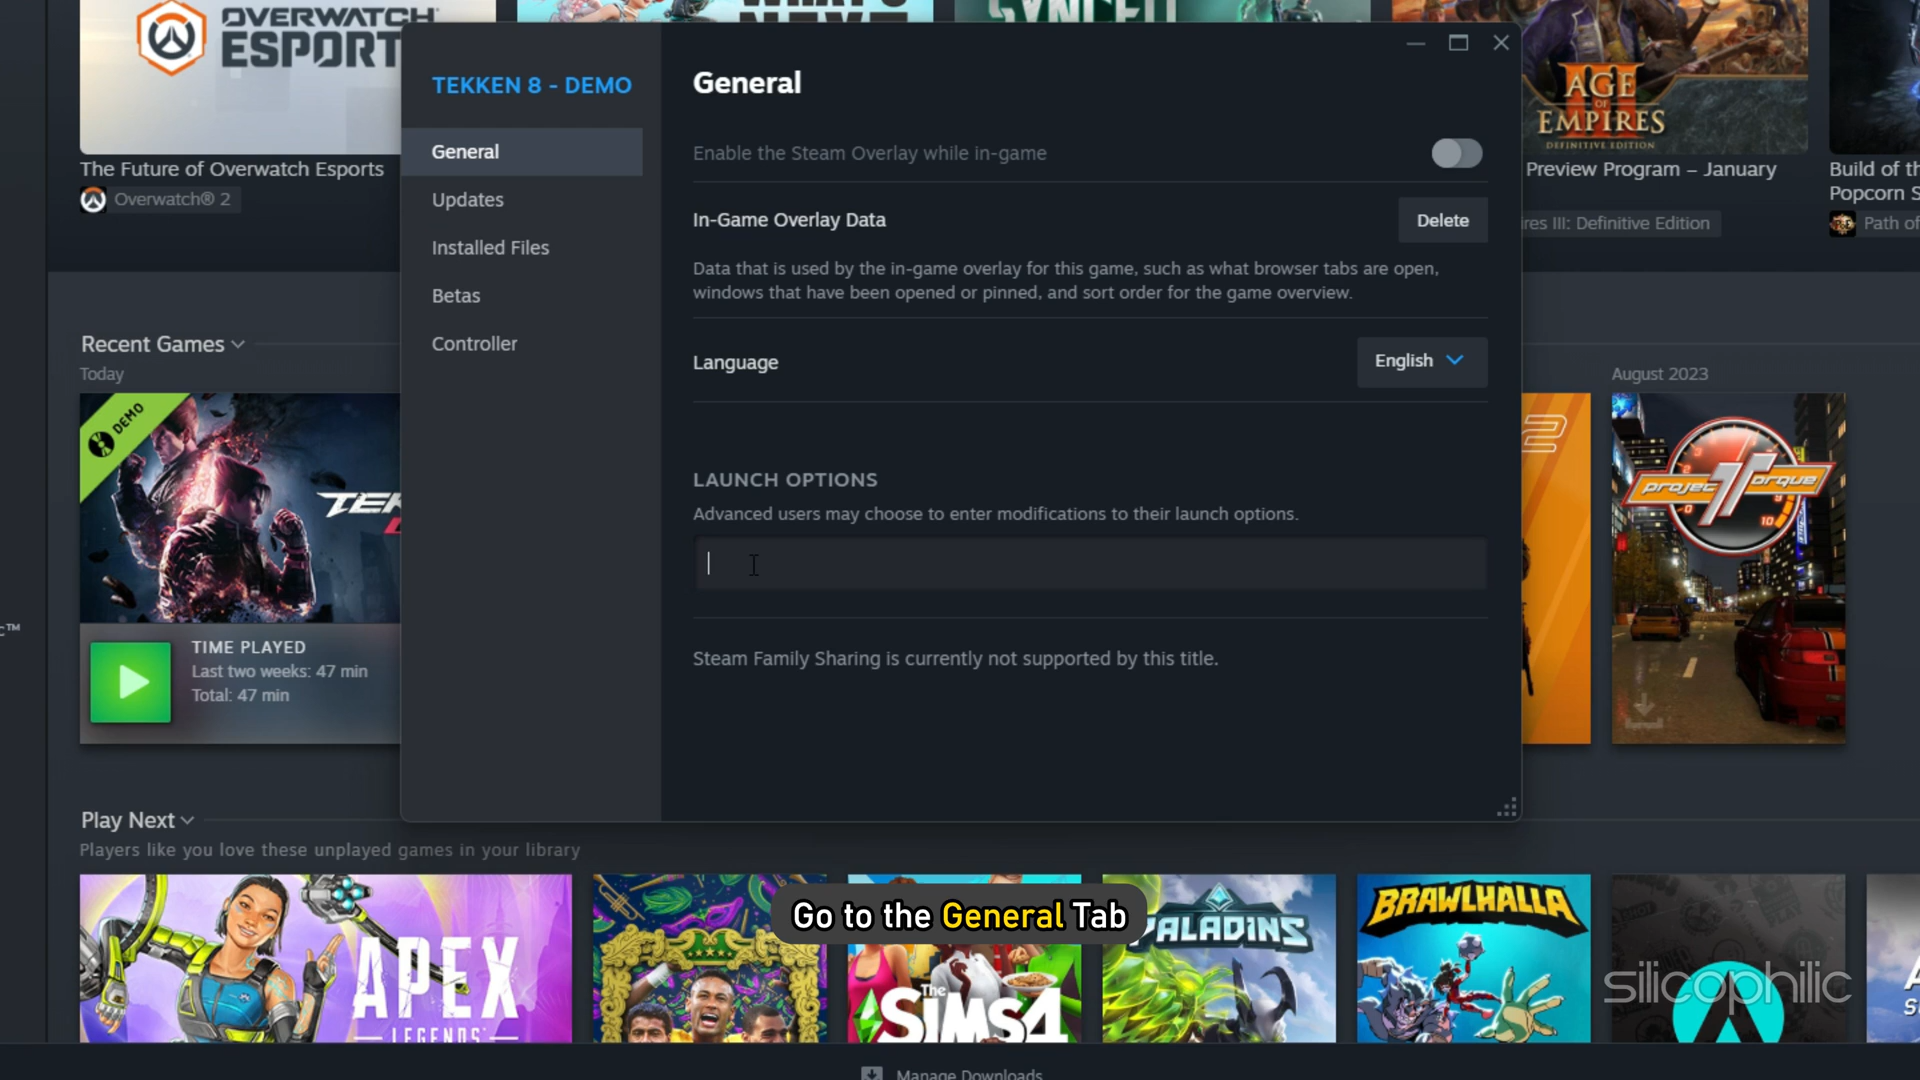 OVERWATCH
ESPORT
The Future of Overwatch Esports
Overwatch® 2
AGE
OF
EMPIRES
DEFINITIVE EDITION
Preview Program – January
res III: Definitive Edition
Build of th
Popcorn S
Path of
TEKKEN 8 - DEMO
General
Updates
Installed Files
Betas
Controller
General
Enable the Steam Overlay while in-game
In-Game Overlay Data
Delete
Data that is used by the in-game overlay for this game, such as what browser tabs are open,
windows that have been opened or pinned, and sort order for the game overview.
Language
English
LAUNCH OPTIONS
Advanced users may choose to enter modifications to their launch options.
Steam Family Sharing is currently not supported by this title.
Recent Games
Today
DEMO
TEK
TIME PLAYED
Last two weeks: 47 min
Total: 47 min
2
August 2023
project torque
Play Next
Players like you love these unplayed games in your library
APEX
LEGENDS
The
SIMS4
PALADINS
BRAWLHALLA
Go to the General Tab
silicophilic
Manage Downloads